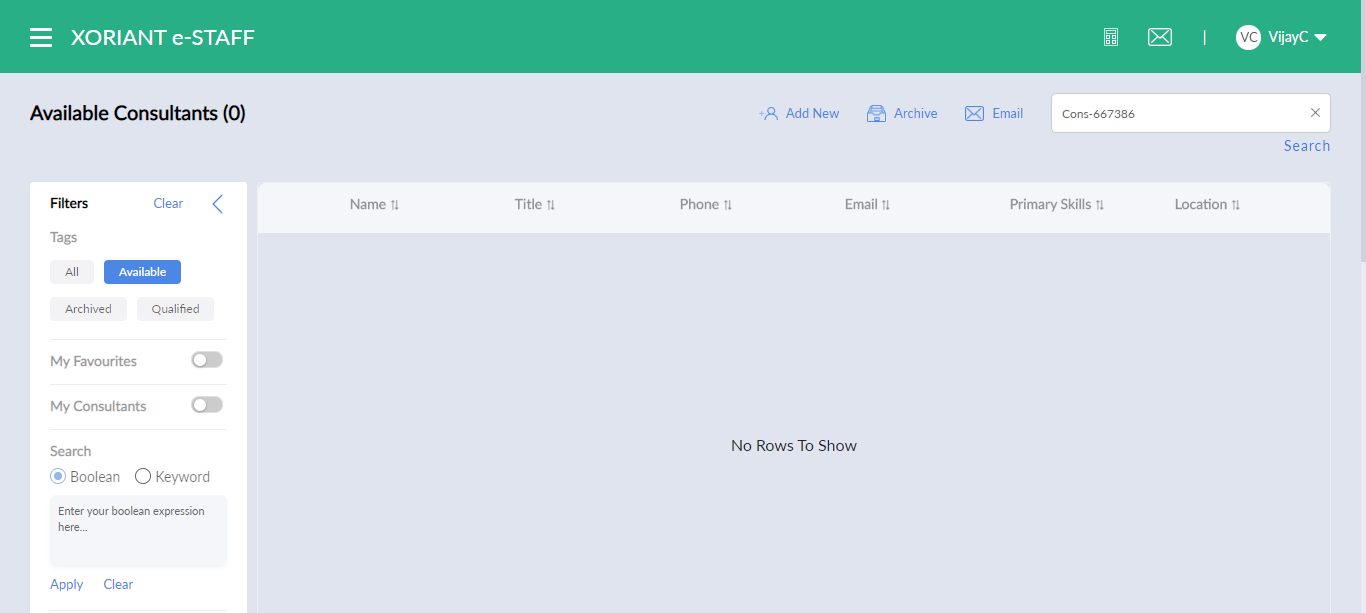 XORIANT e-STAFF
|
VC VijayC
Available Consultants (0)
Add New Archive Email Cons-667386
Search
Filters Clear
Tags
All Available
Archived Qualified
My Favourites
My Consultants
Search
Boolean Keyword
Enter your boolean expression
here...
Apply Clear
Name Title Phone Email Primary Skills Location
No Rows To Show